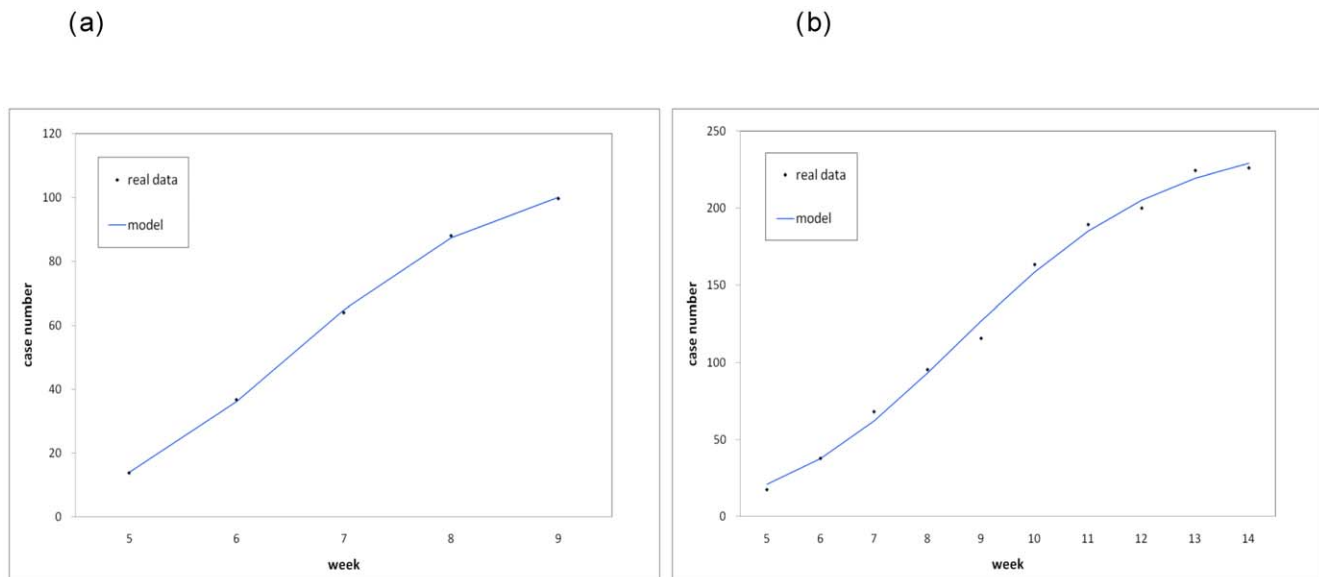 (a)
120
100
80
60
40
20
0
case number
real data
model
5 6 7 8 9
week
(b)
250
200
150
100
50
0
case number
real data
model
5 6 7 8 9 10 11 12 13 14
week